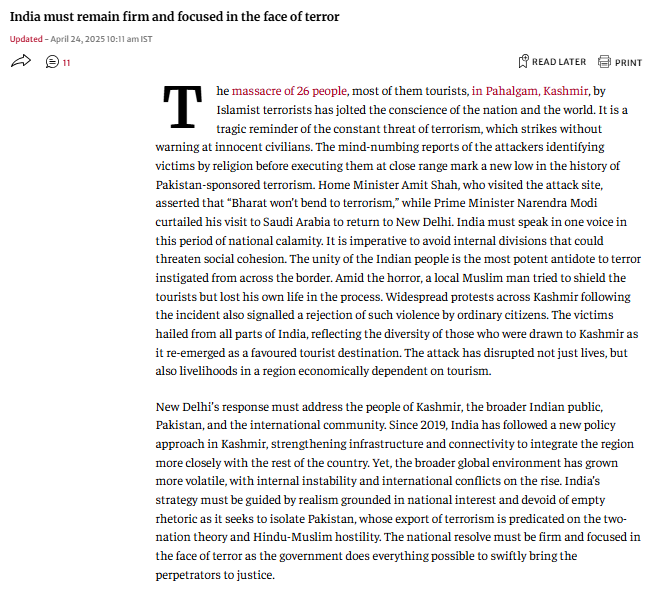 India must remain firm and focused in the face of terror
Updated - April 24, 2025 10:11 am IST
11
READ LATER PRINT
The massacre of 26 people, most of them tourists, in Pahalgam, Kashmir, by
Islamist terrorists has jolted the conscience of the nation and the world. It is a
tragic reminder of the constant threat of terrorism, which strikes without
warning at innocent civilians. The mind-numbing reports of the attackers identifying
victims by religion before executing them at close range mark a new low in the history of
Pakistan-sponsored terrorism. Home Minister Amit Shah, who visited the attack site,
asserted that “Bharat won’t bend to terrorism,” while Prime Minister Narendra Modi
curtailed his visit to Saudi Arabia to return to New Delhi. India must speak in one voice in
this period of national calamity. It is imperative to avoid internal divisions that could
threaten social cohesion. The unity of the Indian people is the most potent antidote to terror
instigated from across the border. Amid the horror, a local Muslim man tried to shield the
tourists but lost his own life in the process. Widespread protests across Kashmir following
the incident also signalled a rejection of such violence by ordinary citizens. The victims
hailed from all parts of India, reflecting the diversity of those who were drawn to Kashmir as
it re-emerged as a favoured tourist destination. The attack has disrupted not just lives, but
also livelihoods in a region economically dependent on tourism.
New Delhi’s response must address the people of Kashmir, the broader Indian public,
Pakistan, and the international community. Since 2019, India has followed a new policy
approach in Kashmir, strengthening infrastructure and connectivity to integrate the region
more closely with the rest of the country. Yet, the broader global environment has grown
more volatile, with internal instability and international conflicts on the rise. India’s
strategy must be guided by realism grounded in national interest and devoid of empty
rhetoric as it seeks to isolate Pakistan, whose export of terrorism is predicated on the two-
nation theory and Hindu-Muslim hostility. The national resolve must be firm and focused in
the face of terror as the government does everything possible to swiftly bring the
perpetrators to justice.